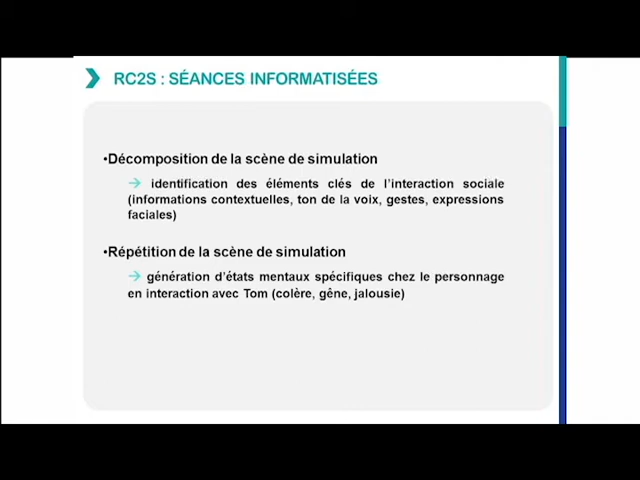 RC2S : SÉANCES INFORMATISÉES
•Décomposition de la scène de simulation
→ identification des éléments clés de l'interaction sociale
(informations contextuelles, ton de la voix, gestes, expressions
faciales)
•Répétition de la scène de simulation
→ génération d'états mentaux spécifiques chez le personnage
en interaction avec Tom (colère, gêne, jalousie)